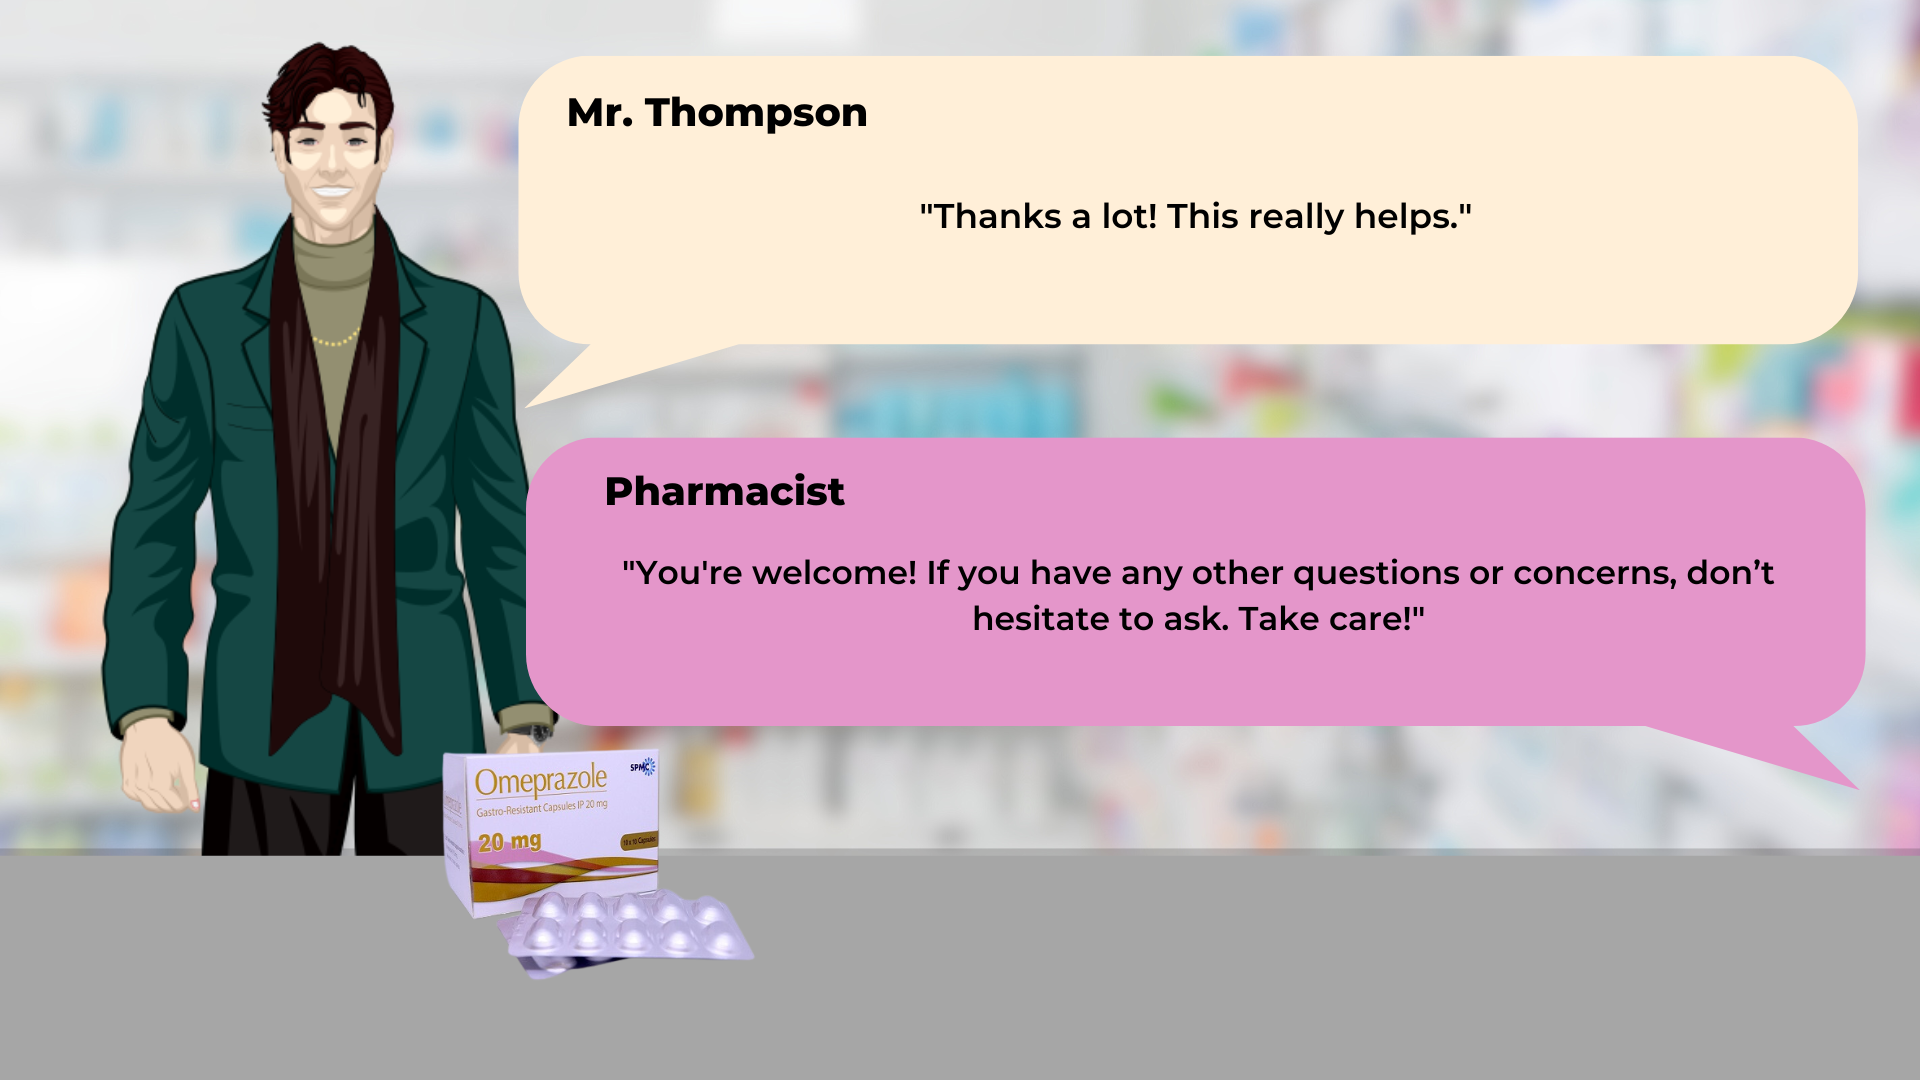 Mr. Thompson
"Thanks a lot! This really helps."
Pharmacist
"You're welcome! If you have any other questions or concerns, don’t
hesitate to ask. Take care!"
Omeprazole
SPMC
Gastro-Resistant Capsules IP 20 mg
20 mg
10 x 10 Capsules